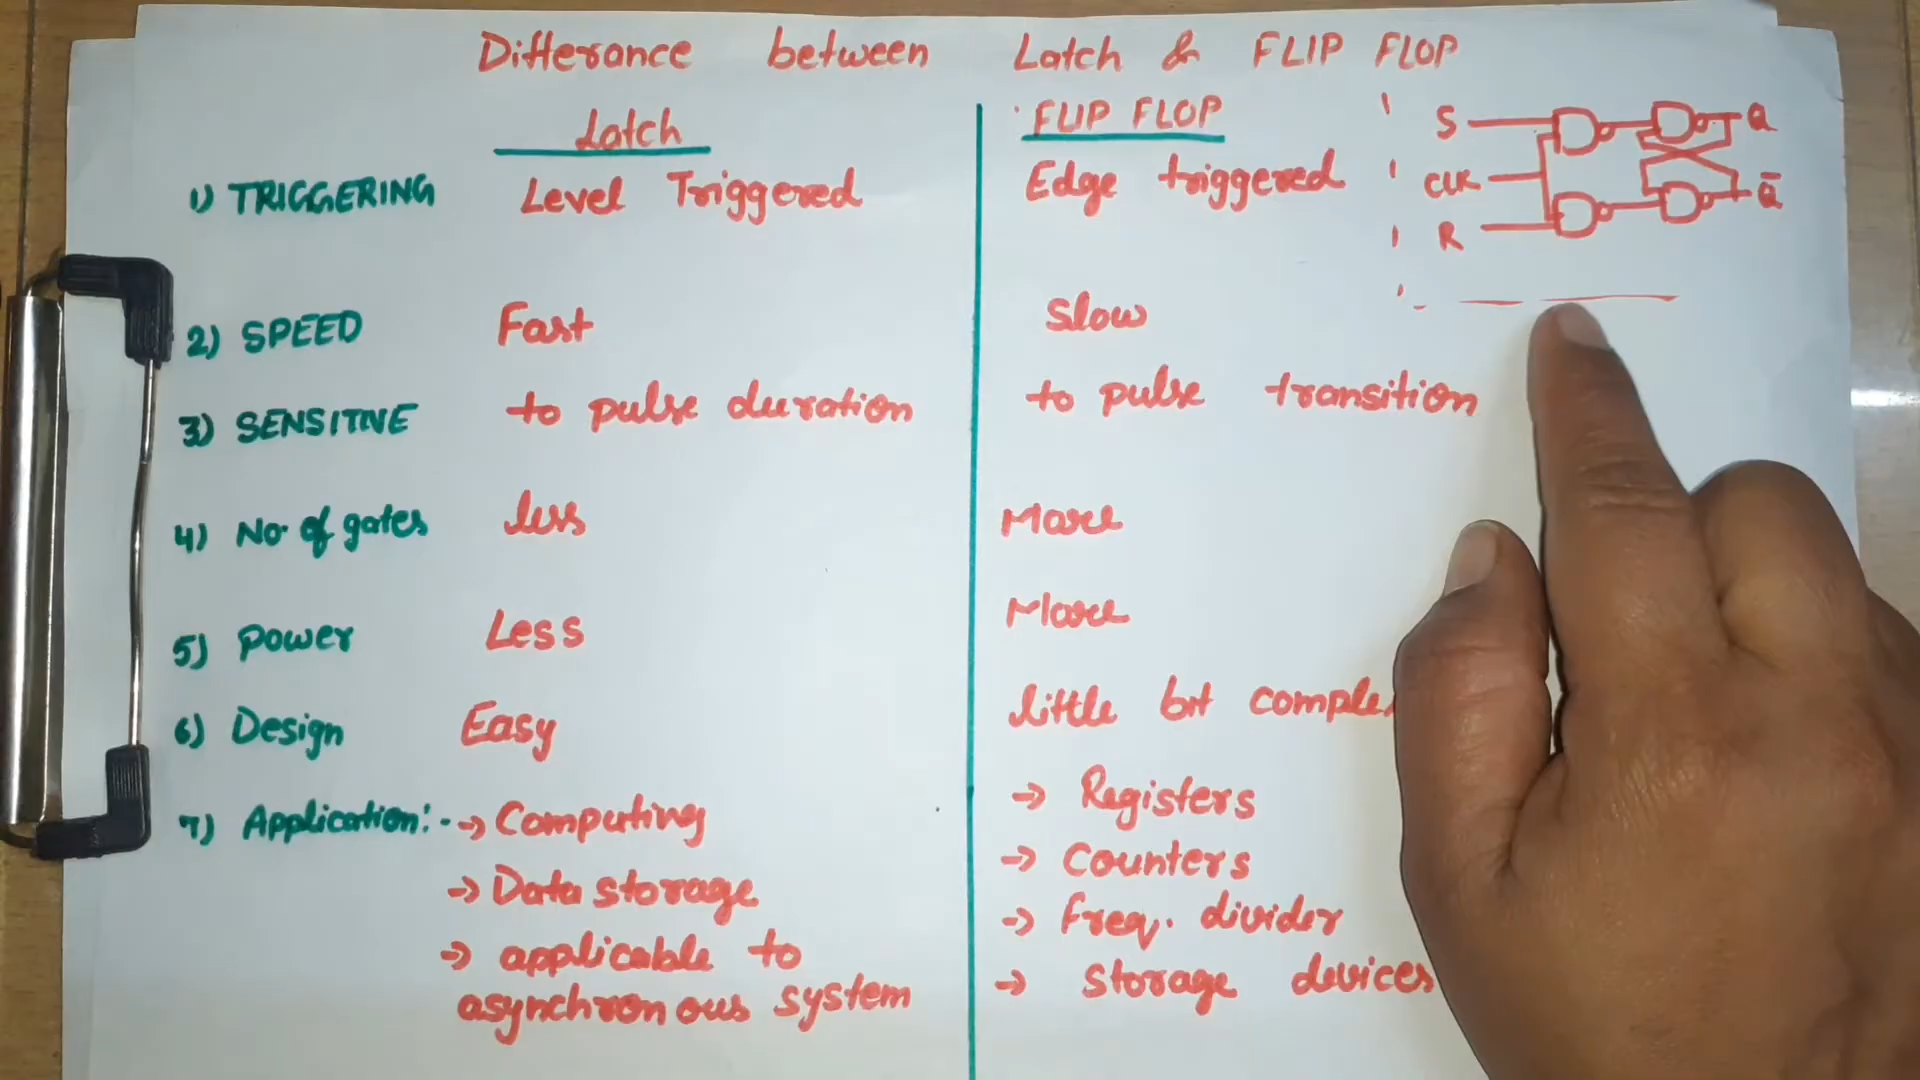 Difference between Latch & FLIP FLOP
Latch FLIP FLOP
1) TRIGGERING Level Triggered Edge triggered
2) SPEED Fast Slow
3) SENSITIVE to pulse duration to pulse transition
4) No. of gates less More
5) Power Less More
6) Design Easy little bit complex
7) Application:- → Computing → Registers
→ Data storage → Counters
→ applicable to → Freq. divider
asynchronous system → Storage devices
S Q
CLK
R Q̅